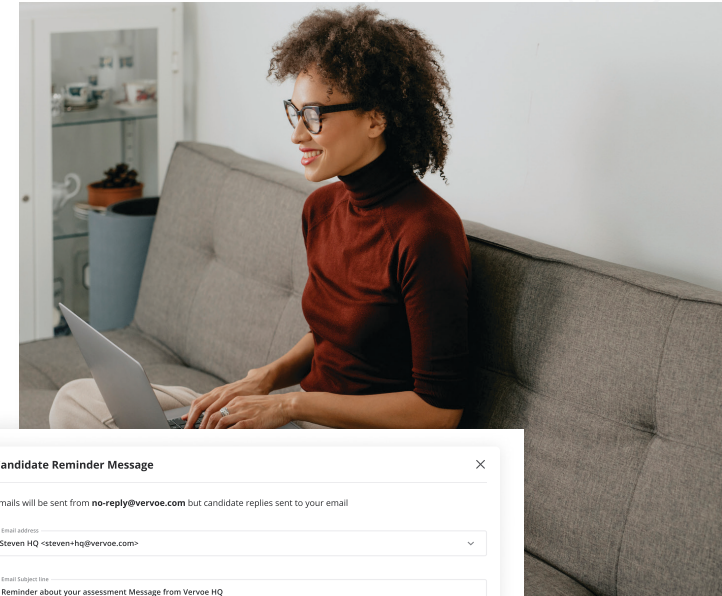 andidate Reminder Message
mails will be sent from no-reply@vervoe.com but candidate replies sent to your email
Email address
Steven HQ <steven+hq@vervoe.com>
Email Subject line
Reminder about your assessment Message from Vervoe HQ